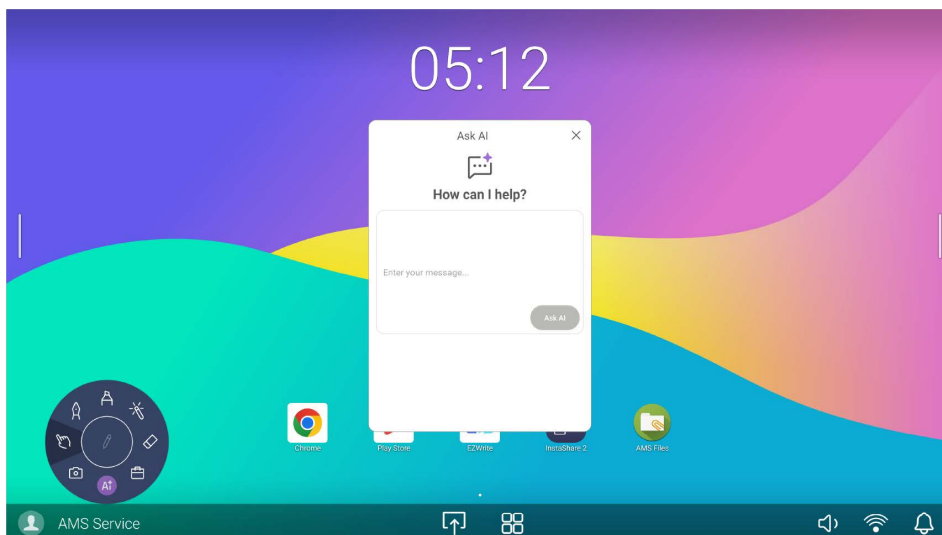 05:12
Ask AI
How can I help?
Enter your message...
Ask AI
Chrome
Play Store
EZWrite
InstaShare 2
AMS Files
AI
AMS Service